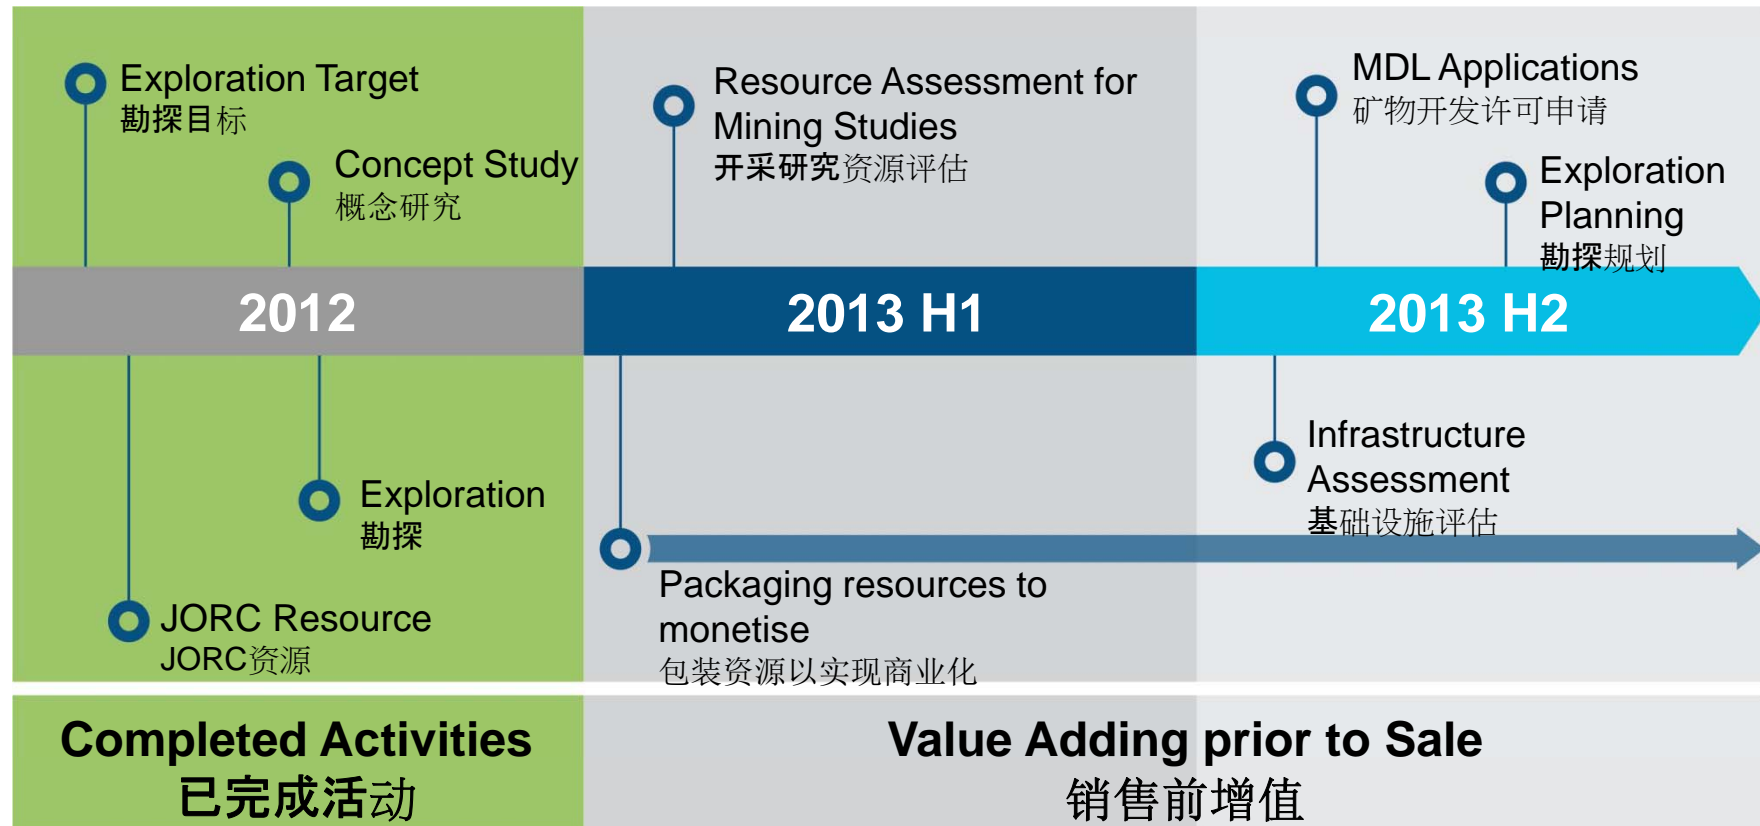 Exploration Target
勘探目标
Concept Study
概念研究
Resource Assessment for
Mining Studies
开采研究资源评估
MDL Applications
矿物开发许可申请
Exploration
Planning
勘探规划
2012
2013 H1
2013 H2
Exploration
勘探
JORC Resource
JORC资源
Packaging resources to
monetise
包装资源以实现商业化
Infrastructure
Assessment
基础设施评估
Completed Activities
已完成活动
Value Adding prior to Sale
销售前增值